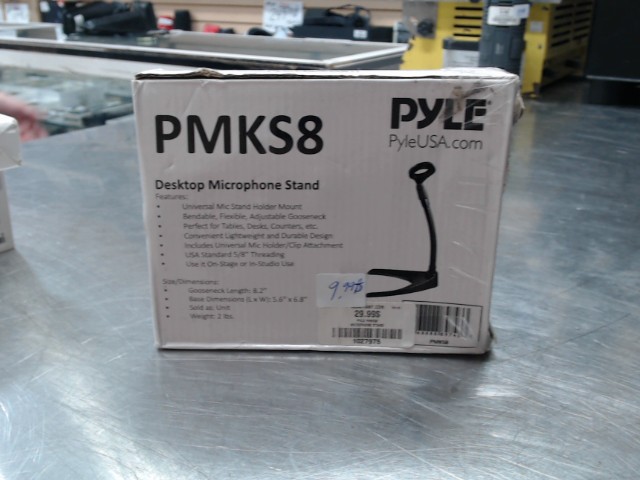 PMKS8
PYLE
PyleUSA.com
Desktop Microphone Stand
Features:
• Universal Mic Stand Holder Mount
• Bendable, Flexible, Adjustable Gooseneck
• Perfect for Tables, Desks, Counters, etc.
• Convenient Lightweight and Durable Design
• Includes Universal Mic Holder/Clip Attachment
• USA Standard 5/8" Threading
• Use it On-Stage or In-Studio Use
Size/Dimensions:
• Gooseneck Length: 8.2"
• Base Dimensions (L x W): 5.6" x 6.8"
• Sold as: Unit
• Weight: 2 lbs.
9.99$
29.99$
PMKS8